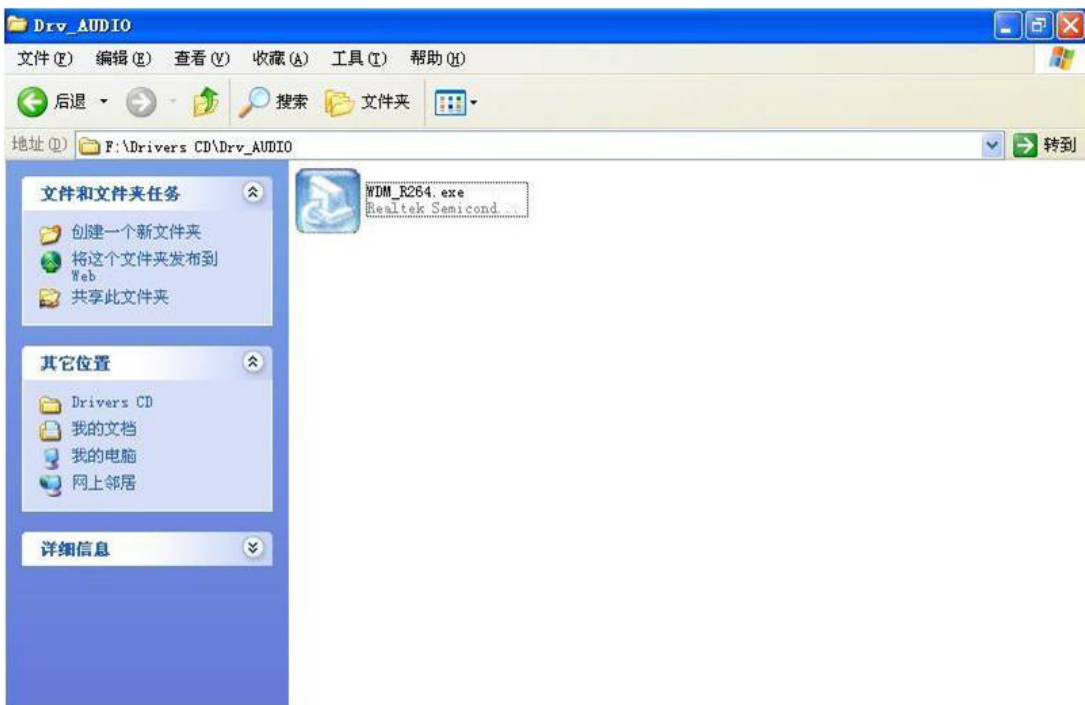 Drv_AUDIO
文件(F) 编辑(E) 查看(V) 收藏(A) 工具(T) 帮助(H)
后退 搜索 文件夹
地址(D) F:\Drivers CD\Drv_AUDIO 转到
文件和文件夹任务
创建一个新文件夹
将这个文件夹发布到
Web
共享此文件夹
其它位置
Drivers CD
我的文档
我的电脑
网上邻居
详细信息
WDM_R264.exe
Realtek Semicond...